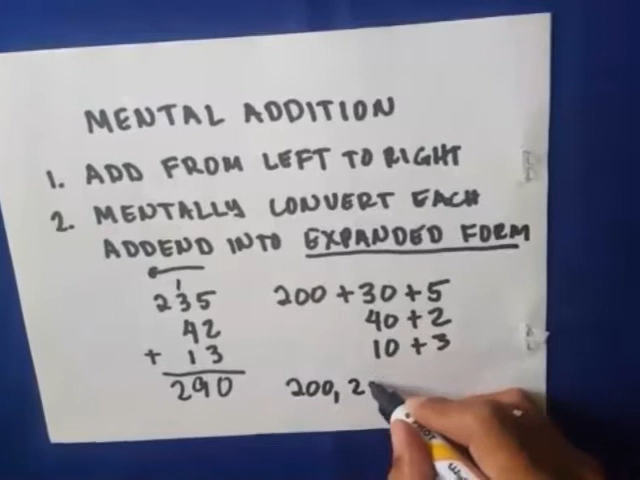 MENTAL ADDITION
1. ADD FROM LEFT TO RIGHT
2. MENTALLY CONVERT EACH
ADDEND INTO EXPANDED FORM
1
235
42
+ 13
290
200 + 30 + 5
40 + 2
10 + 3
200, 2
PILOT